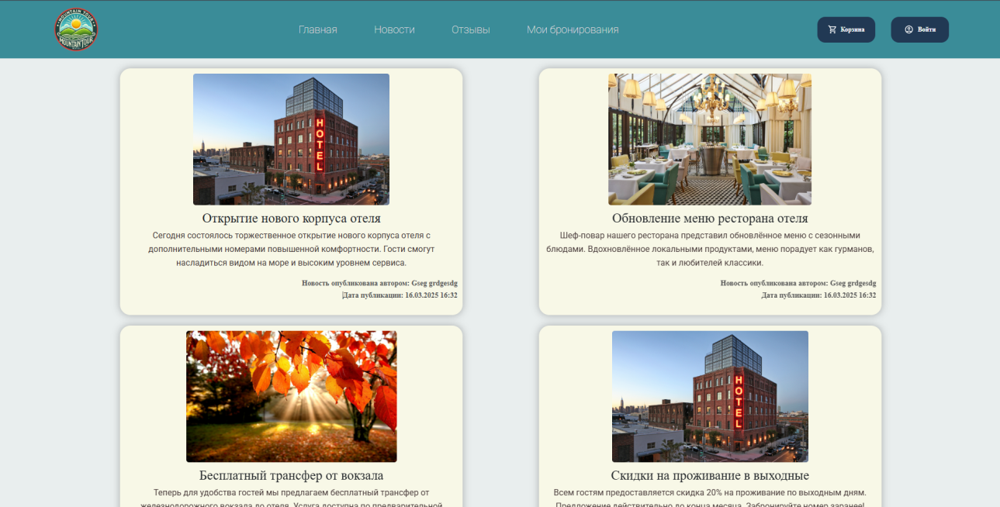 MOUNTAIN TOUR
MOUNTAIN TOUR
Главная
Новости
Отзывы
Мои бронирования
Корзина
Войти
HOTEL
Открытие нового корпуса отеля
Сегодня состоялось торжественное открытие нового корпуса отеля с
дополнительными номерами повышенной комфортности. Гости смогут
насладиться видом на море и высоким уровнем сервиса.
Новость опубликована автором: Gseg grdgesdg
Дата публикации: 16.03.2025 16:32
Обновление меню ресторана отеля
Шеф-повар нашего ресторана представил обновлённое меню с сезонными
блюдами. Вдохновлённое локальными продуктами, меню порадует как гурманов,
так и любителей классики.
Новость опубликована автором: Gseg grdgesdg
Дата публикации: 16.03.2025 16:32
Бесплатный трансфер от вокзала
Теперь для удобства гостей мы предлагаем бесплатный трансфер от
железнодорожного вокзала до отеля. Услуга доступна по предварительной
HOTEL
Скидки на проживание в выходные
Всем гостям предоставляется скидка 20% на проживание по выходным дням.
Предложение действительно до конца месяца. Забронируйте номер заранее!